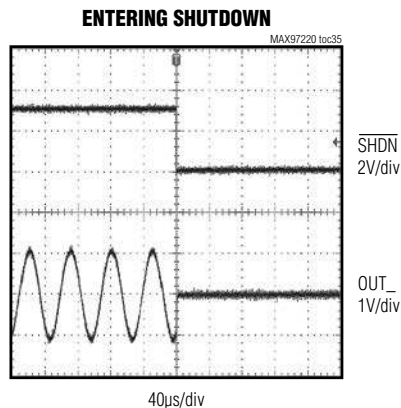 ENTERING SHUTDOWN
MAX97220 toc35
SHDN
2V/div
OUT_
1V/div
40µs/div